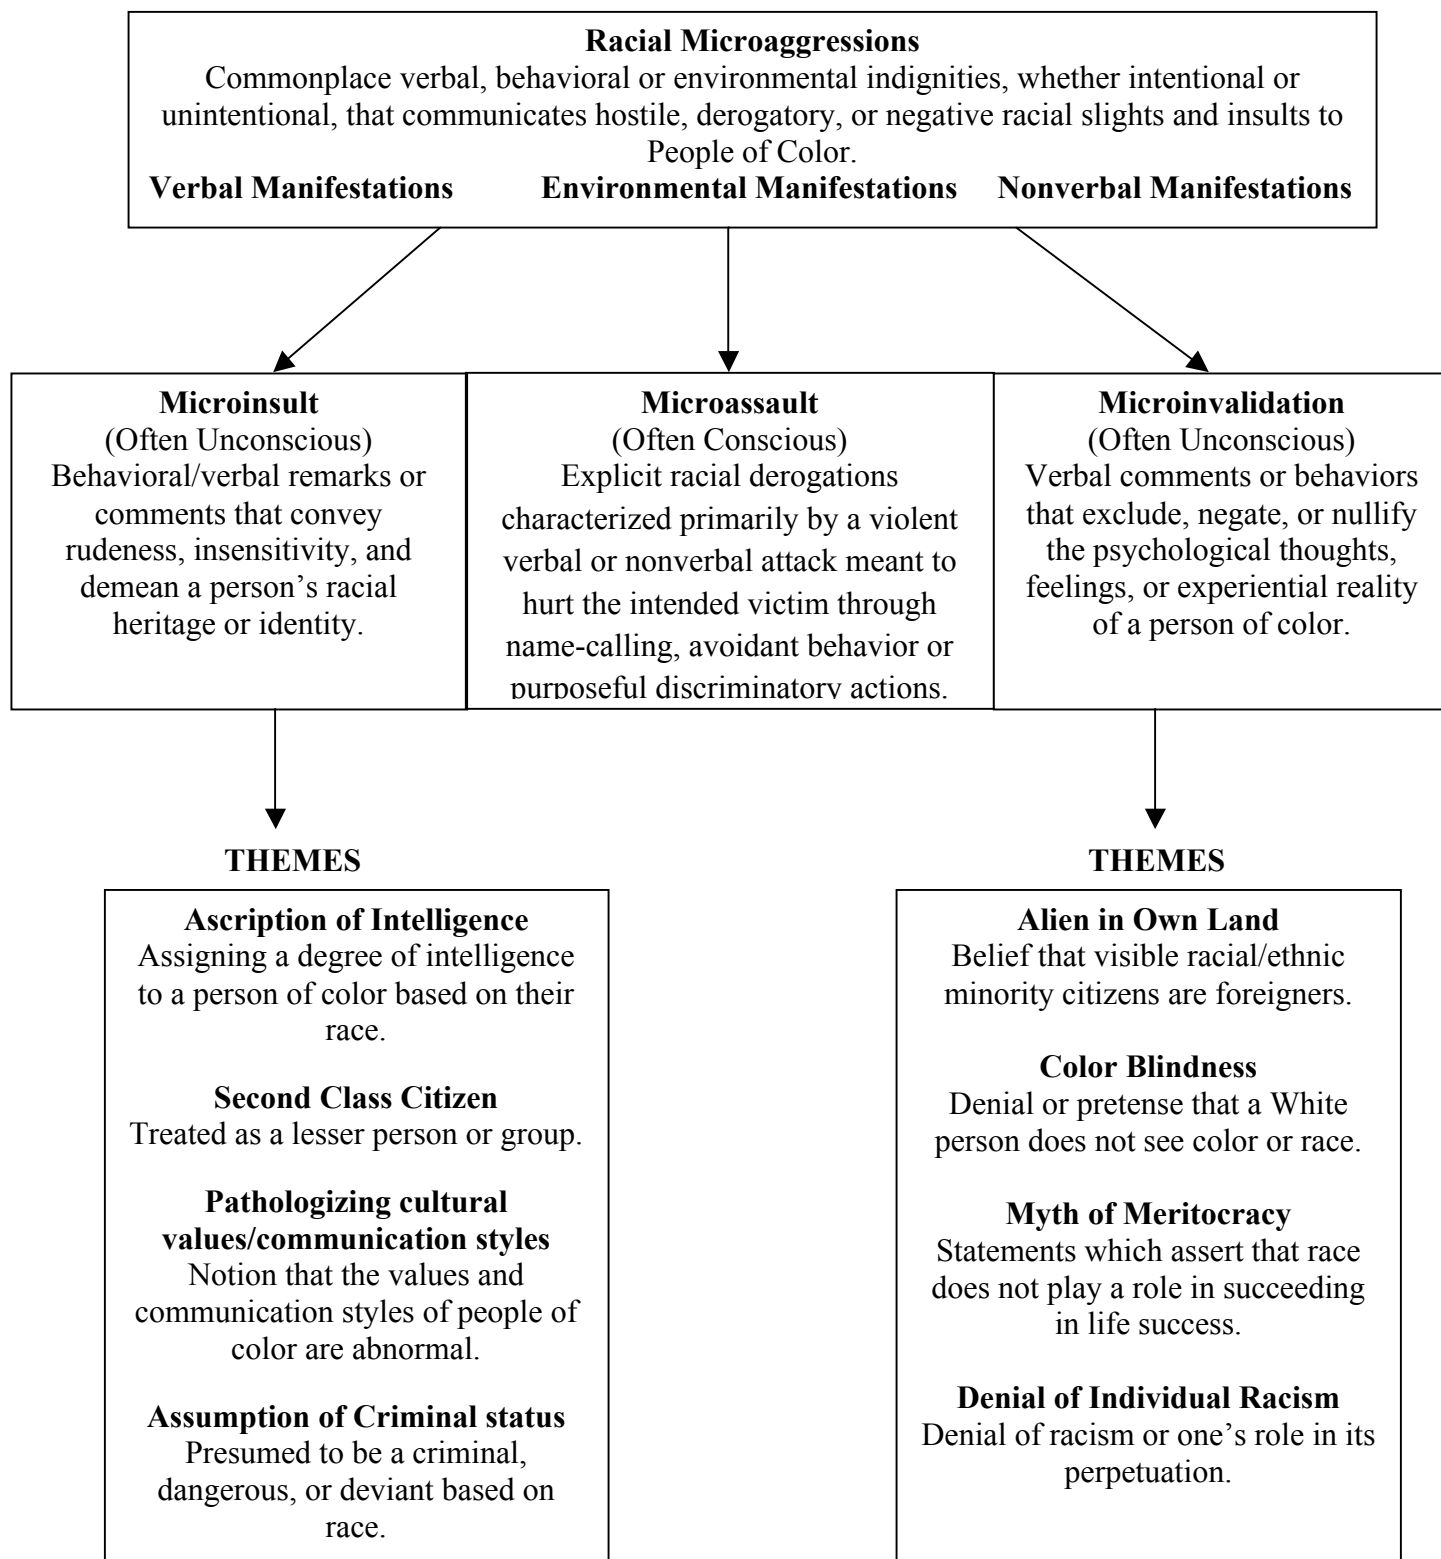 Racial Microaggressions
Commonplace verbal, behavioral or environmental indignities, whether intentional or
unintentional, that communicates hostile, derogatory, or negative racial slights and insults to
People of Color.
Verbal Manifestations Environmental Manifestations Nonverbal Manifestations
Microinsult
(Often Unconscious)
Behavioral/verbal remarks or
comments that convey
rudeness, insensitivity, and
demean a person’s racial
heritage or identity.
Microassault
(Often Conscious)
Explicit racial derogations
characterized primarily by a violent
verbal or nonverbal attack meant to
hurt the intended victim through
name-calling, avoidant behavior or
purposeful discriminatory actions.
Microinvalidation
(Often Unconscious)
Verbal comments or behaviors
that exclude, negate, or nullify
the psychological thoughts,
feelings, or experiential reality
of a person of color.
THEMES
Ascription of Intelligence
Assigning a degree of intelligence
to a person of color based on their
race.
Second Class Citizen
Treated as a lesser person or group.
Pathologizing cultural
values/communication styles
Notion that the values and
communication styles of people of
color are abnormal.
Assumption of Criminal status
Presumed to be a criminal,
dangerous, or deviant based on
race.
THEMES
Alien in Own Land
Belief that visible racial/ethnic
minority citizens are foreigners.
Color Blindness
Denial or pretense that a White
person does not see color or race.
Myth of Meritocracy
Statements which assert that race
does not play a role in succeeding
in life success.
Denial of Individual Racism
Denial of racism or one’s role in its
perpetuation.